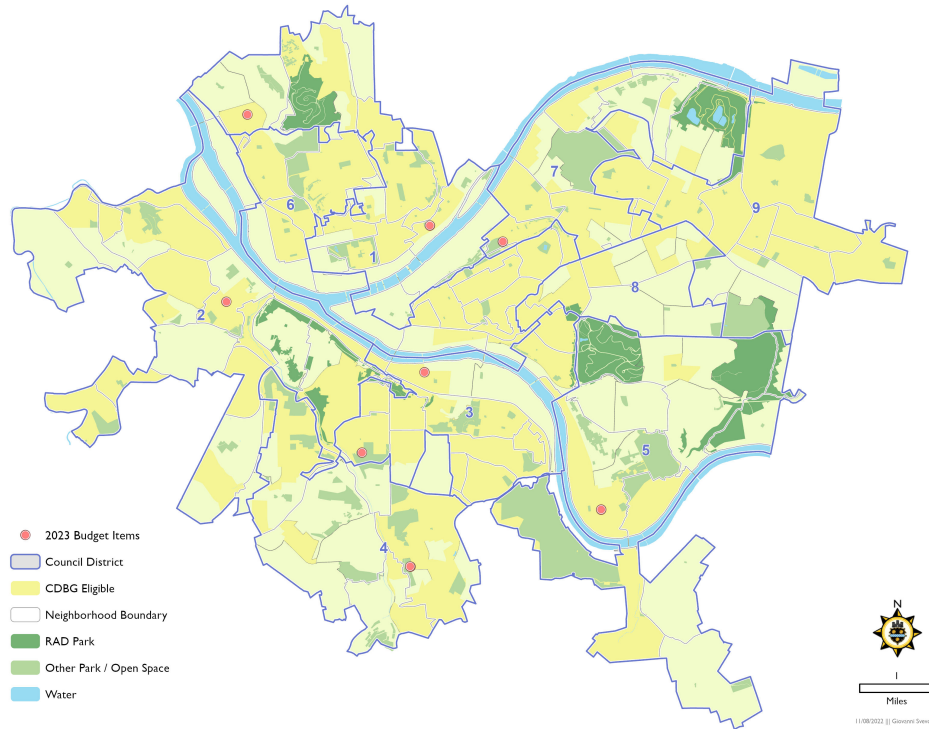 7
9
6
1
8
2
3
5
4
2023 Budget Items
Council District
CDBG Eligible
Neighborhood Boundary
RAD Park
Other Park / Open Space
Water
N
1
Miles
11/08/2022 || Giovanni